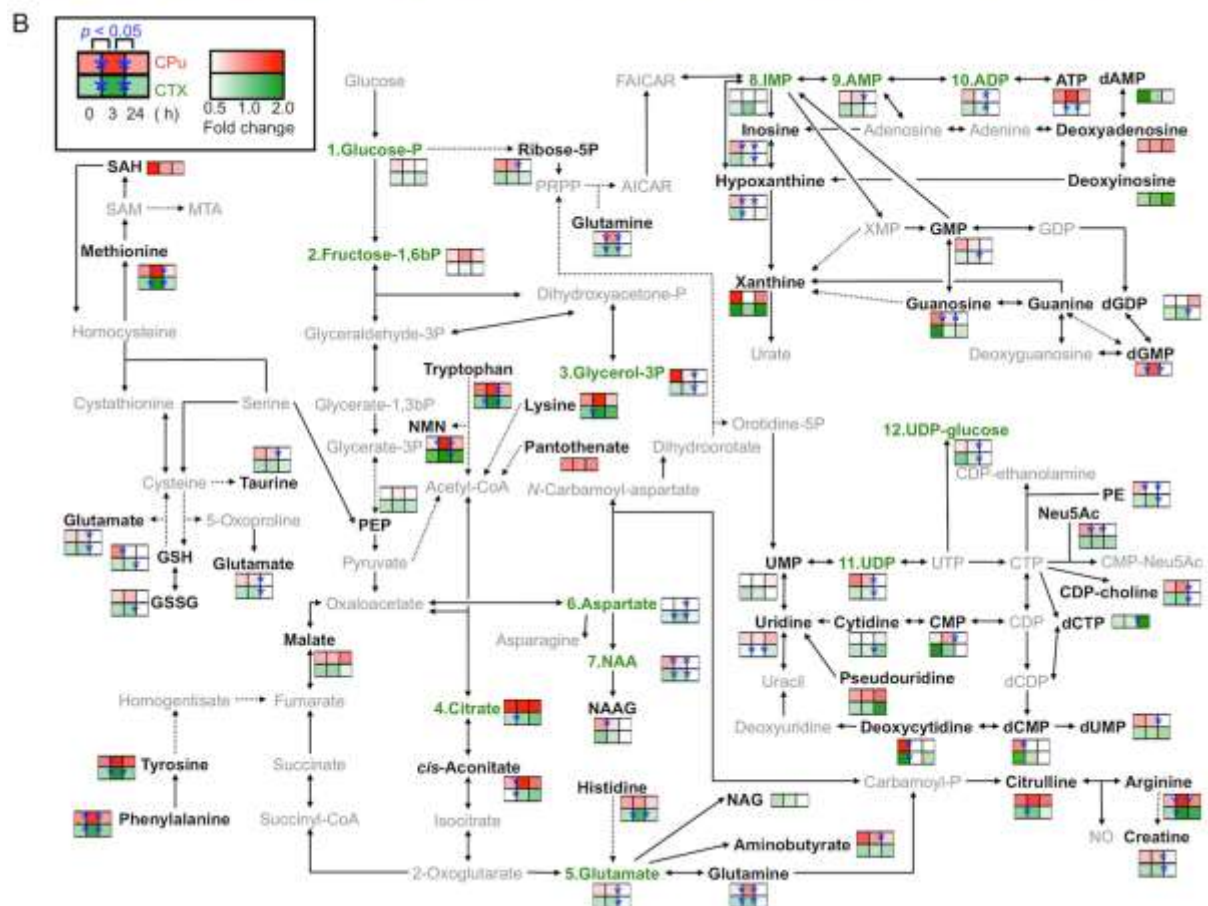 B
p < 0.05
CPu
CTX
0 3 24 (h)
0.5 1.0 2.0
Fold change
Glucose
FAICAR
8.IMP
9.AMP
10.ADP
ATP
dAMP
Inosine
Adenosine
Adenine
Deoxyadenosine
SAH
1.Glucose-P
Ribose-5P
PRPP
AICAR
Hypoxanthine
Deoxyinosine
SAM
MTA
Glutamine
XMP
GMP
GDP
Methionine
2.Fructose-1,6bP
Xanthine
Dihydroxyacetone-P
Guanosine
Guanine
dGDP
Homocysteine
Glyceraldehyde-3P
Urate
Deoxyguanosine
dGMP
Tryptophan
3.Glycerol-3P
Cystathionine
Serine
Glycerate-1,3bP
Lysine
Orotidine-5P
NMN
12.UDP-glucose
Glycerate-3P
Pantothenate
Dihydroorotate
CDP-ethanolamine
Cysteine
Taurine
Acetyl-CoA
N-Carbamoyl-aspartate
PE
Glutamate
5-Oxoproline
PEP
Neu5Ac
GSH
Glutamate
Pyruvate
UMP
11.UDP
UTP
CTP
CMP-Neu5Ac
GSSG
Oxaloacetate
6.Aspartate
CDP-choline
Malate
Asparagine
Uridine
Cytidine
CMP
CDP
dCTP
7.NAA
Pseudouridine
Homogentisate
Fumarate
Uracil
dCDP
4.Citrate
NAAG
Deoxyuridine
Deoxycytidine
dCMP
dUMP
Tyrosine
Succinate
cis-Aconitate
Histidine
Carbamoyl-P
Citrulline
Arginine
Phenylalanine
Succinyl-CoA
Isocitrate
NAG
NO
Creatine
Aminobutyrate
2-Oxoglutarate
5.Glutamate
Glutamine